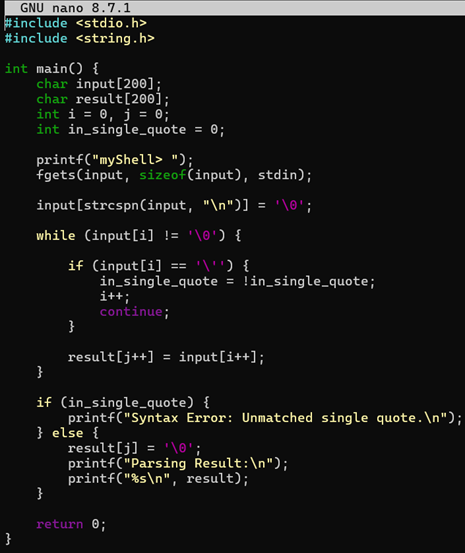 GNU nano 8.7.1
#include <stdio.h>
#include <string.h>

int main() {
    char input[200];
    char result[200];
    int i = 0, j = 0;
    int in_single_quote = 0;

    printf("myShell> ");
    fgets(input, sizeof(input), stdin);

    input[strcspn(input, "\n")] = '\0';

    while (input[i] != '\0') {

        if (input[i] == '\'') {
            in_single_quote = !in_single_quote;
            i++;
            continue;
        }

        result[j++] = input[i++];
    }

    if (in_single_quote) {
        printf("Syntax Error: Unmatched single quote.\n");
    } else {
        result[j] = '\0';
        printf("Parsing Result:\n");
        printf("%s\n", result);
    }

    return 0;
}